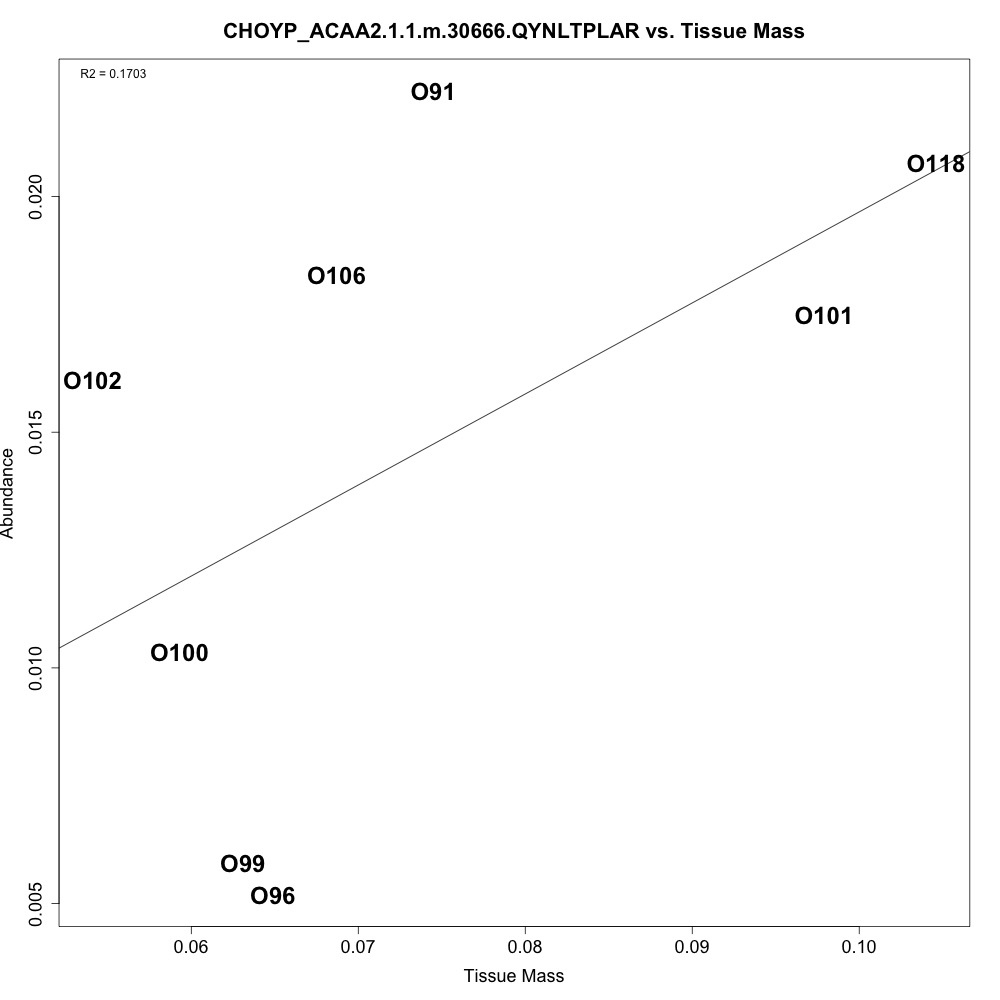 CHOYP_ACAA2.1.1.m.30666.QYNLTPLAR vs. Tissue Mass
R2 = 0.1703
O91
O118
O106
O101
O102
O100
O99
O96
Abundance
0.020
0.015
0.010
0.005
0.06 0.07 0.08 0.09 0.10
Tissue Mass